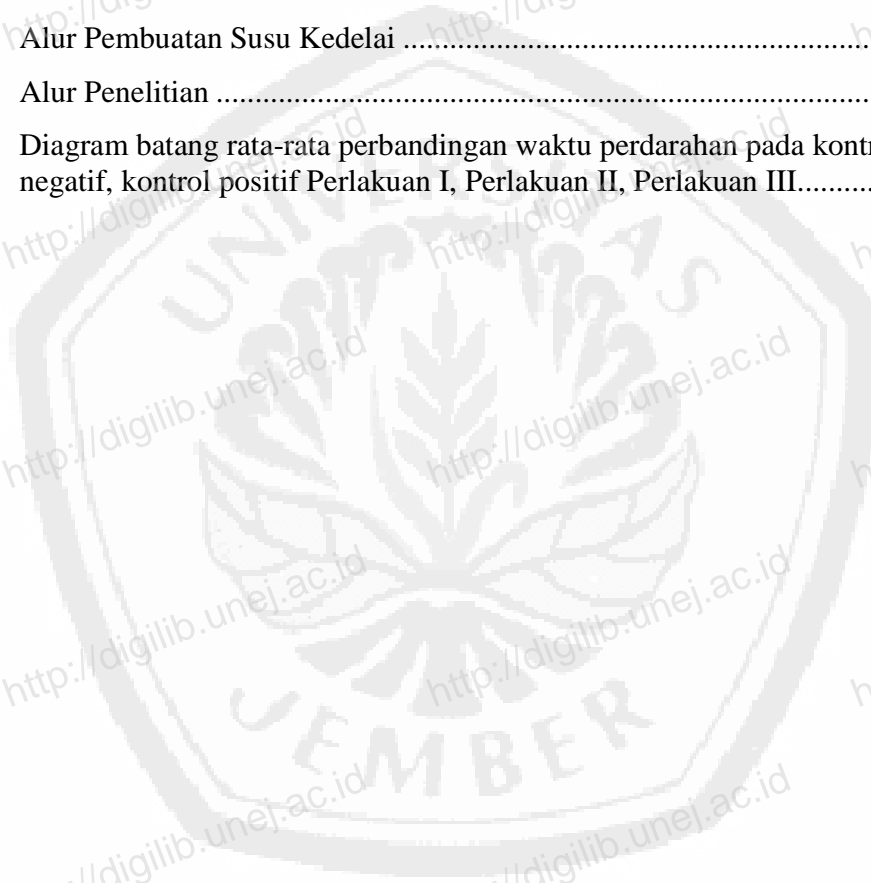 Alur Pembuatan Susu Kedelai ............................................................
Alur Penelitian ....................................................................................
Diagram batang rata-rata perbandingan waktu perdarahan pada kontr
negatif, kontrol positif Perlakuan I, Perlakuan II, Perlakuan III..........
UNIVERSITAS
JEMBER
http://digilib.unej.ac.id
http://digilib.unej.ac.id
http://digilib.unej.ac.id
http://digilib.unej.ac.id
http://digilib.unej.ac.id
http://digilib.unej.ac.id